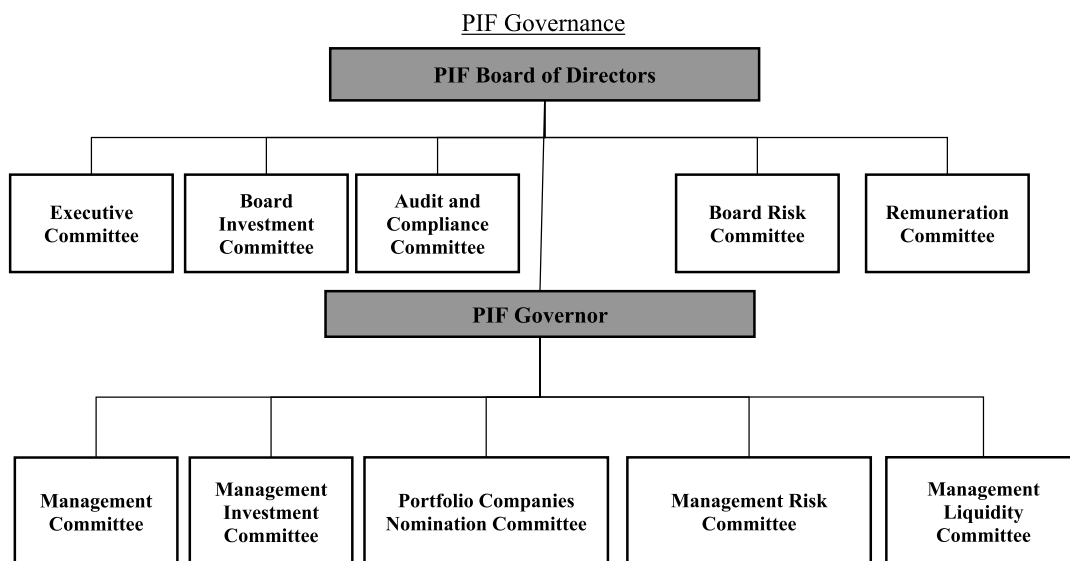 PIF Governance
PIF Board of Directors
Executive
Committee
Board
Investment
Committee
Audit and
Compliance
Committee
Board Risk
Committee
Remuneration
Committee
PIF Governor
Management
Committee
Management
Investment
Committee
Portfolio Companies
Nomination Committee
Management Risk
Committee
Management
Liquidity
Committee